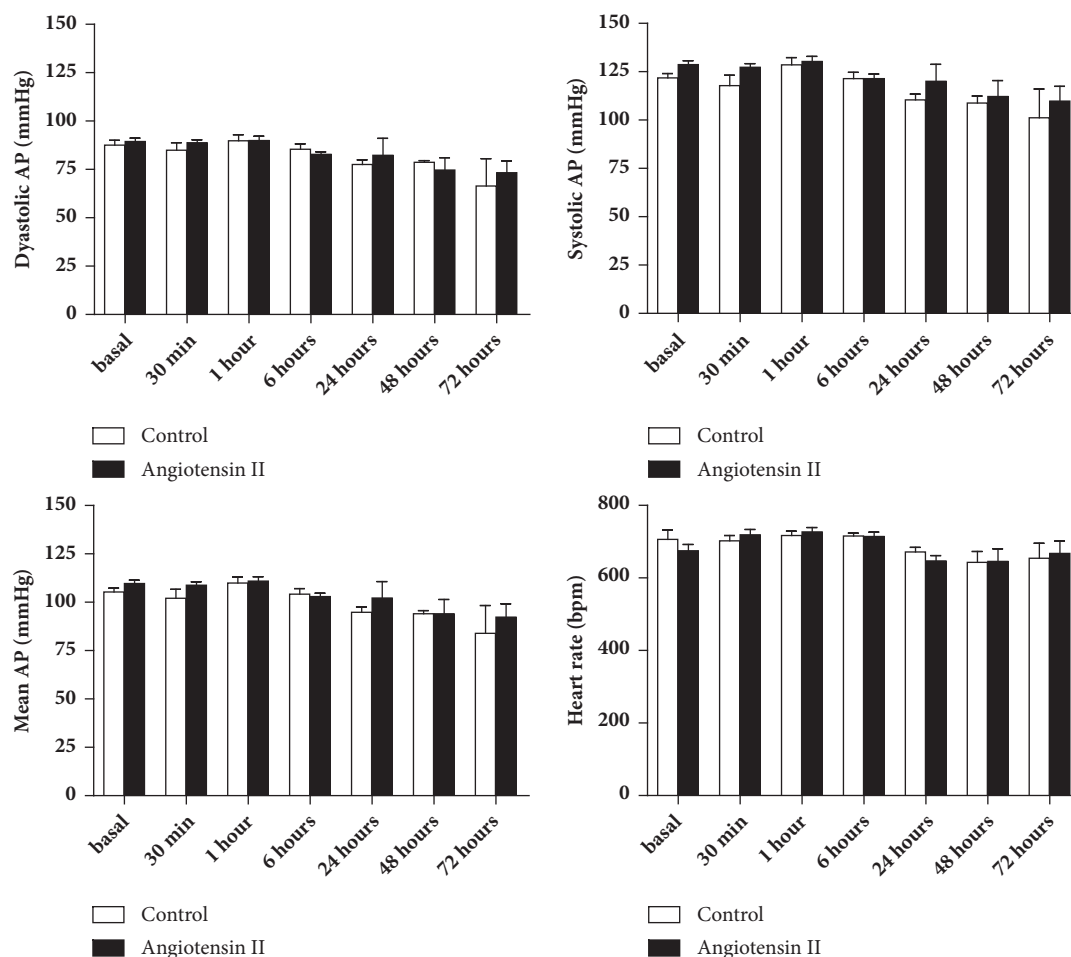 Dyastolic AP (mmHg)
150
125
100
75
50
25
0
basal
30 min
1 hour
6 hours
24 hours
48 hours
72 hours
Control
Angiotensin II
Systolic AP (mmHg)
150
125
100
75
50
25
0
basal
30 min
1 hour
6 hours
24 hours
48 hours
72 hours
Control
Angiotensin II
Mean AP (mmHg)
150
125
100
75
50
25
0
basal
30 min
1 hour
6 hours
24 hours
48 hours
72 hours
Control
Angiotensin II
Heart rate (bpm)
800
600
400
200
0
basal
30 min
1 hour
6 hours
24 hours
48 hours
72 hours
Control
Angiotensin II